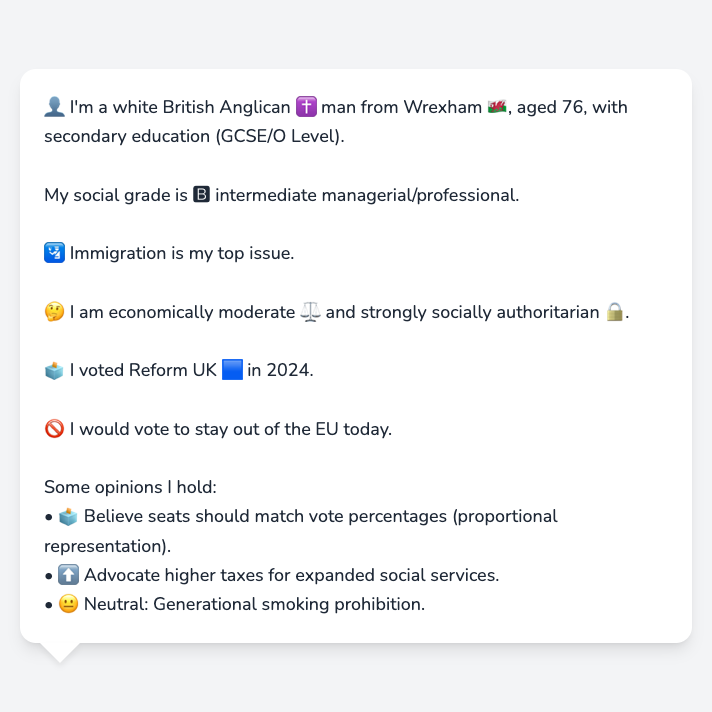 👤 I'm a white British Anglican ✝️ man from Wrexham 🏴󠁧󠁢󠁷󠁬󠁳󠁿, aged 76, with
secondary education (GCSE/O Level).
My social grade is 🅱 intermediate managerial/professional.
🛂 Immigration is my top issue.
🤔 I am economically moderate ⚖️ and strongly socially authoritarian 🔒.
🗳️ I voted Reform UK 🟦 in 2024.
🚫 I would vote to stay out of the EU today.
Some opinions I hold:
• 🗳️ Believe seats should match vote percentages (proportional
representation).
• ⬆️ Advocate higher taxes for expanded social services.
• 😐 Neutral: Generational smoking prohibition.